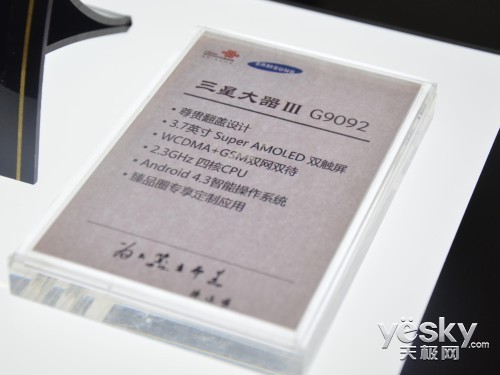 SAMSUNG
三星大器III G9092
• 尊贵翻盖设计
• 3.7英寸 Super AMOLED 双触屏
• WCDMA+GSM双网双待
• 2.3GHz 四核CPU
• Android 4.3智能操作系统
• 臻品圈专享定制应用
yësky.com
天极网